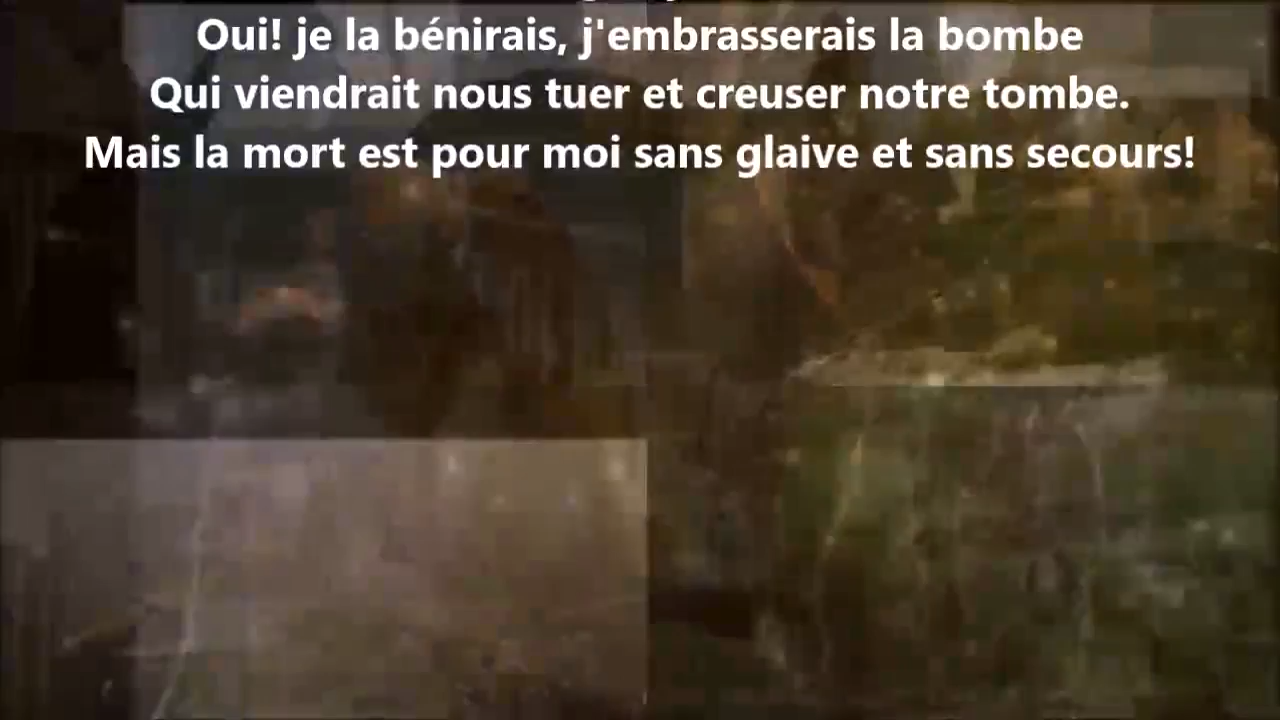 Oui! je la bénirais, j'embrasserais la bombe
Qui viendrait nous tuer et creuser notre tombe.
Mais la mort est pour moi sans glaive et sans secours!